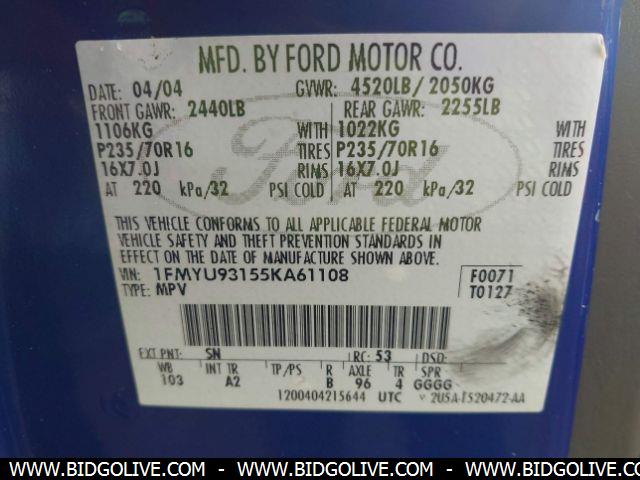 MFD. BY FORD MOTOR CO.
DATE: 04/04 GVWR: 4520LB/ 2050KG
FRONT GAWR: 2440LB REAR GAWR: 2255LB
1106KG WITH 1022KG WITH
P235/70R16 TIRES P235/70R16 TIRES
16X7.0J RIMS 16X7.0J RIMS
AT 220 kPa/32 PSI COLD AT 220 kPa/32 PSI COLD
THIS VEHICLE CONFORMS TO ALL APPLICABLE FEDERAL MOTOR
VEHICLE SAFETY AND THEFT PREVENTION STANDARDS IN
EFFECT ON THE DATE OF MANUFACTURE SHOWN ABOVE.
VIN: 1FMYU93155KA61108 F0071
TYPE: MPV T0127
EXT PNT: SN RC: 53 DSO:
WB INT TR TP/PS R AXLE TR SPR
103 A2 B 96 4 GGGG
1200404215644 UTC v 2U5A-1520472-AA
Ford
WWW.BIDGOLIVE.COM - WWW.BIDGOLIVE.COM - WWW.BIDGOLIVE.COM